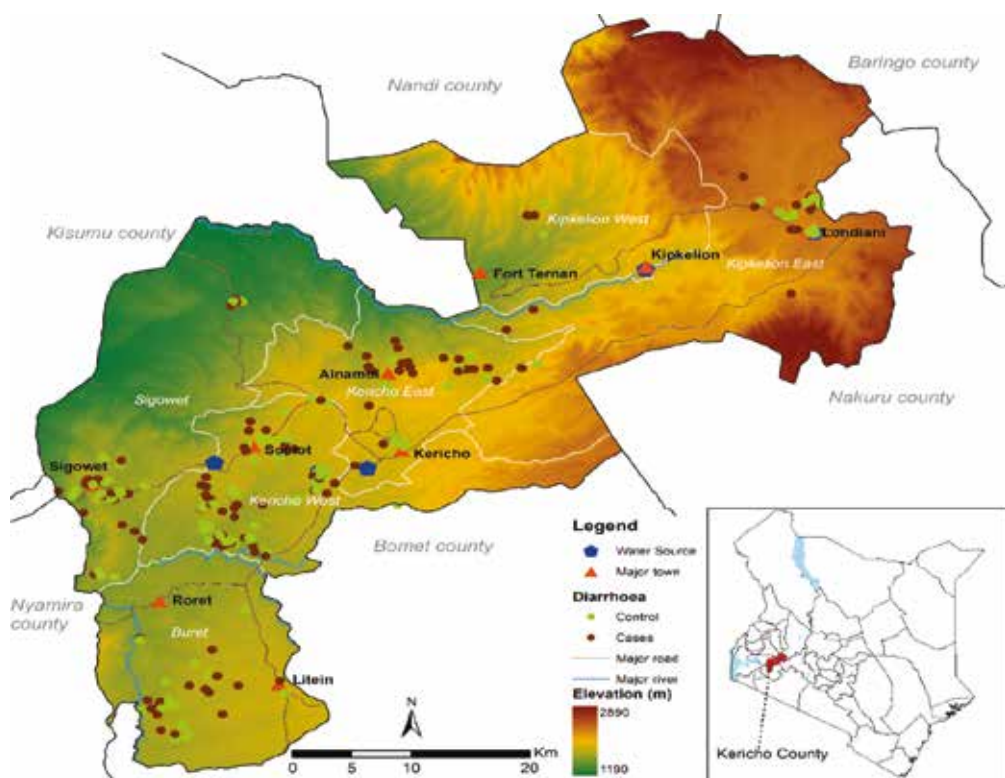 Baringo county
Nandi county
Kipkelion West
Kisumu county
Londiani
Kipkelion
Kipkelion East
Fort Ternan
Ainamoi
Kericho East
Sigowet
Nakuru county
Kericho
Sigowet
Kericho West
Bomet county
Nyamira
county
Roret
Buret
Litein
N
Km
0 5 10 20
Legend
Water Source
Major town
Diarrhoea
Control
Cases
Major road
Major river
Elevation (m)
2890
1190
Kericho County